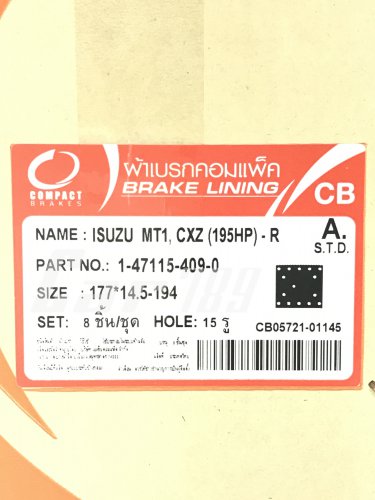 COMPACT
BRAKES
ผ้าเบรกคอมแพ็ค
BRAKE LINING
CB
NAME : ISUZU MT1, CXZ (195HP) - R
A.
S.T.D.
PART NO.: 1-47115-409-0
SIZE : 177*14.5-194
SET: 8 ชิ้น/ชุด HOLE: 15 รู
CB05721-01145